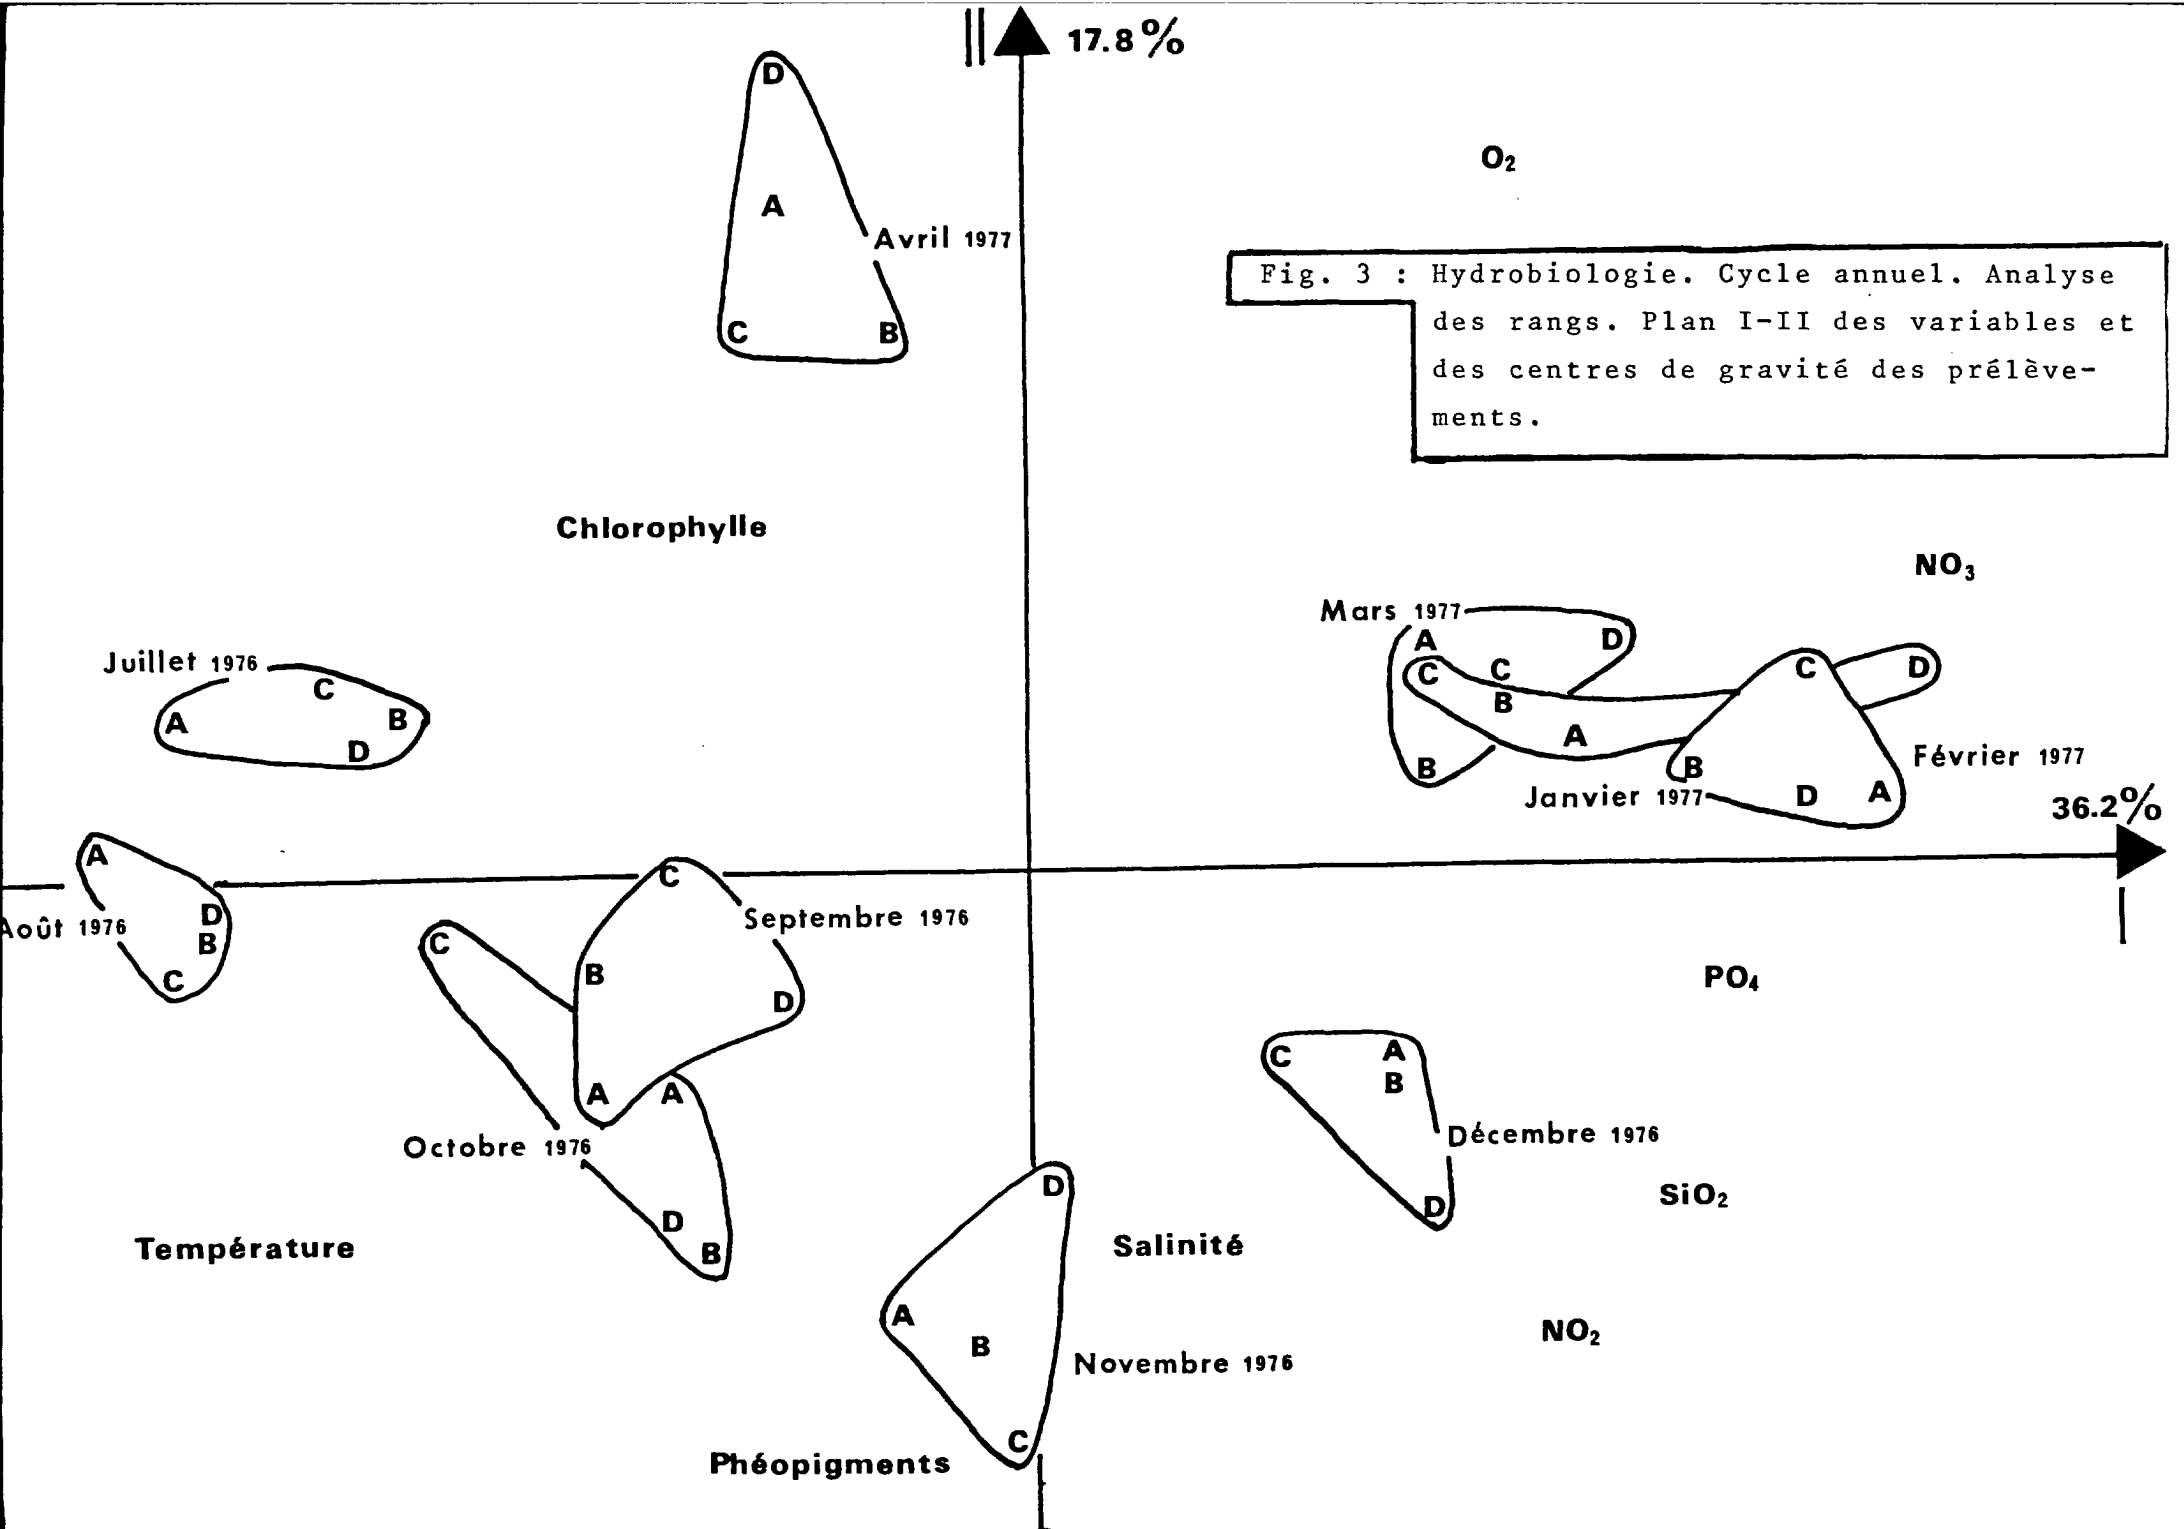 II 17.8%
D
O₂
A
Avril 1977
C B
Fig. 3 : Hydrobiologie. Cycle annuel. Analyse
des rangs. Plan I-II des variables et
des centres de gravité des prélève-
ments.
Chlorophylle
NO₃
Mars 1977
A D
C C
B
A
B
C D
B
D A
Février 1977
Janvier 1977
36.2%
I
Juillet 1976
C
A B
D
A
D
Août 1976
B
C
C
Septembre 1976
C
B
D
A A
Octobre 1976
D
B
PO₄
C A
B
Décembre 1976
D
SiO₂
Température
D
Salinité
A
B
NO₂
Novembre 1976
C
Phéopigments